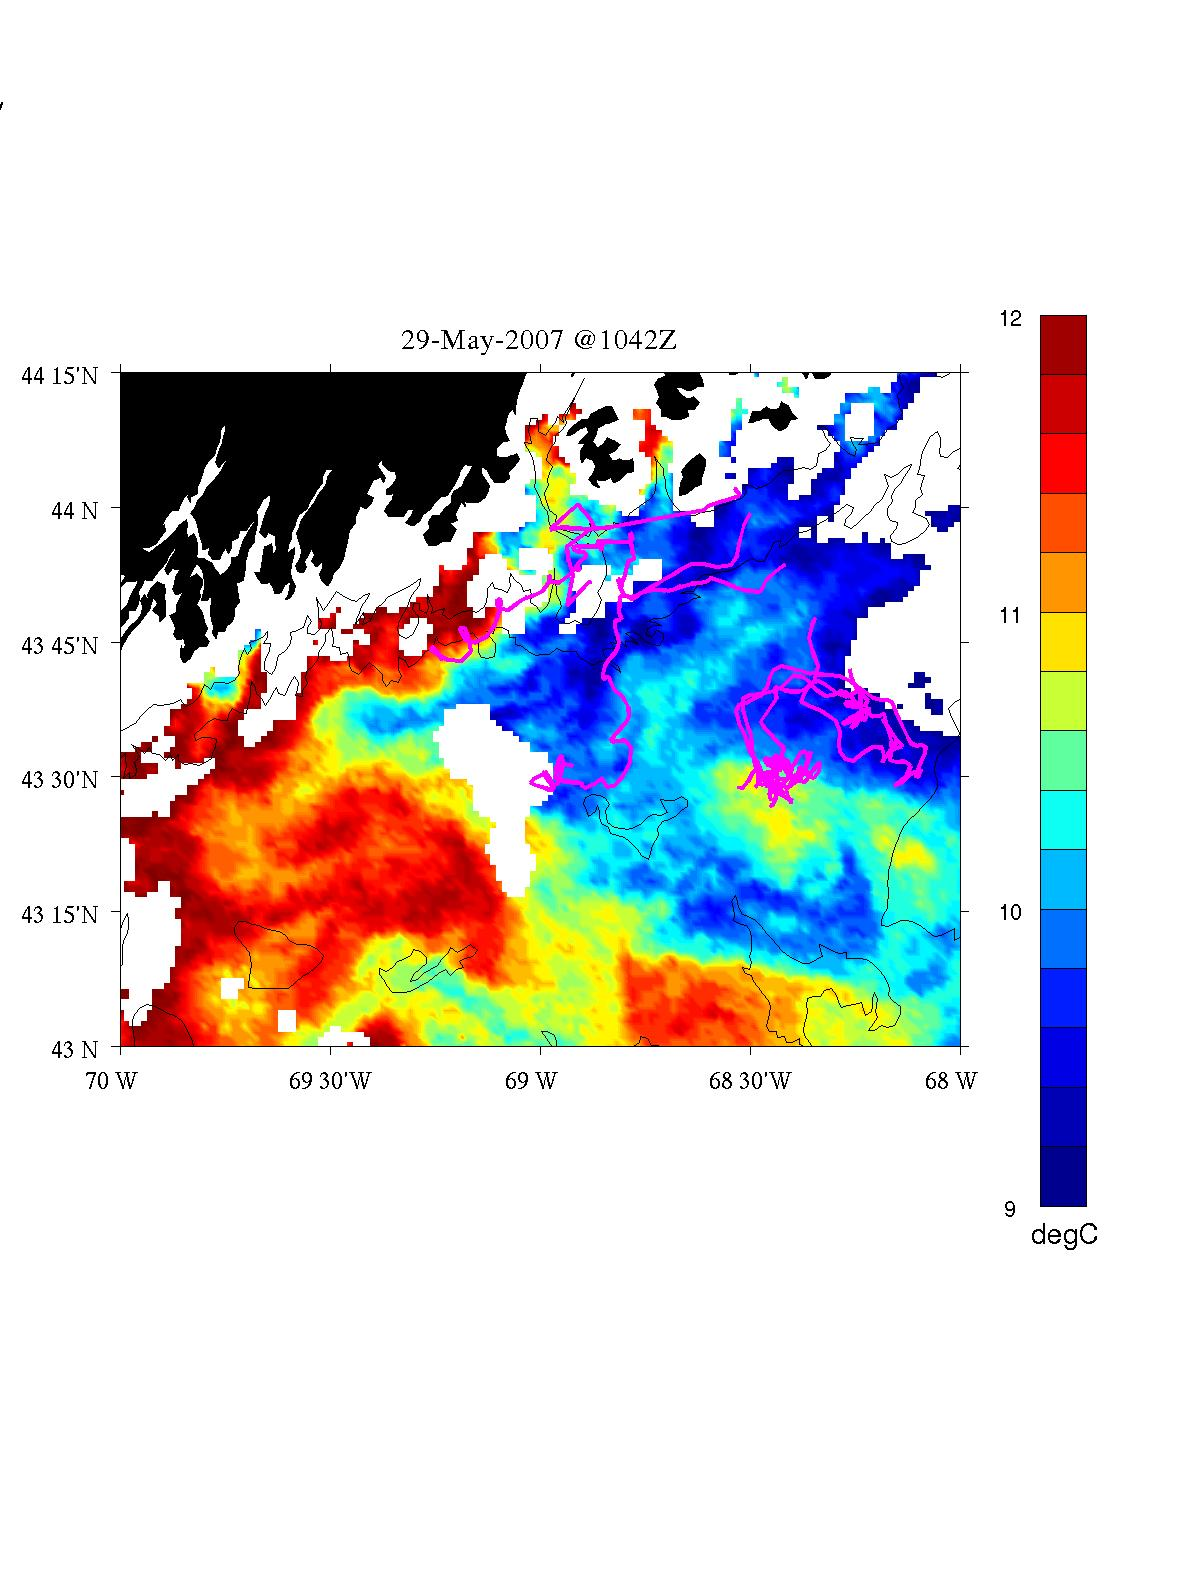 29-May-2007 @1042Z
44 15'N
44 N
43 45'N
43 30'N
43 15'N
43 N
70 W
69 30'W
69 W
68 30'W
68 W
12
11
10
9
degC